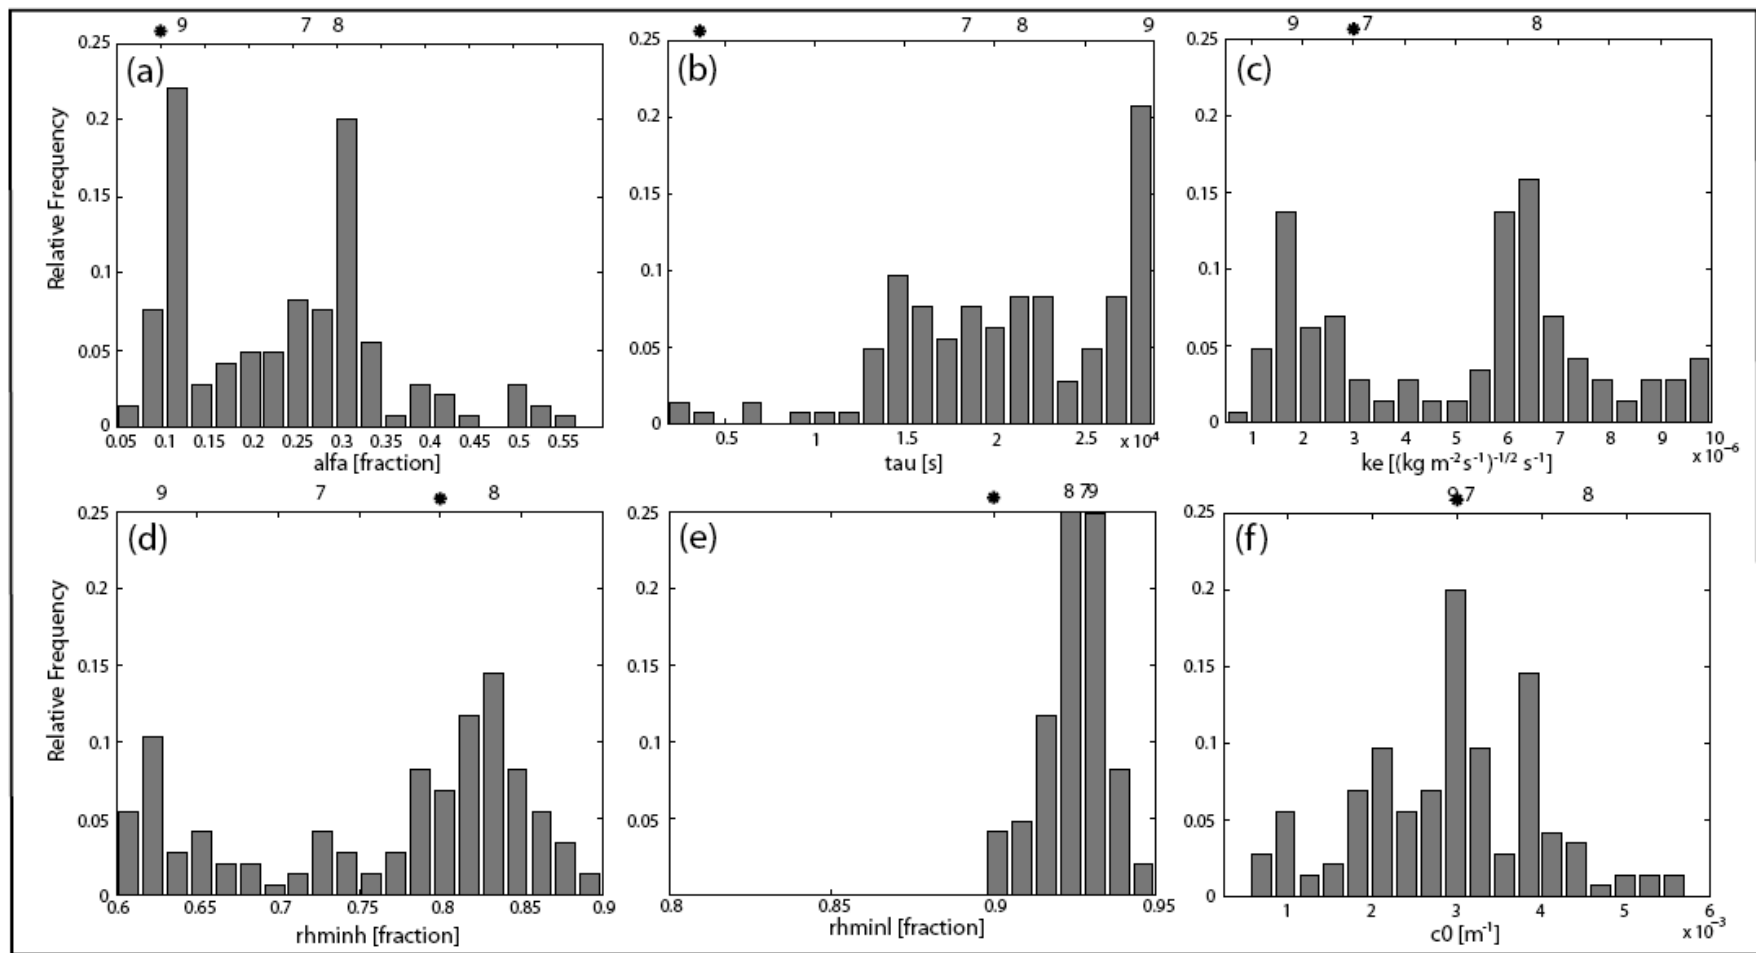 * 9 7 8
* 7 8 9
9 * 7 8
(a)
(b)
(c)
Relative Frequency
0.25
0.2
0.15
0.1
0.05
0
0.25
0.2
0.15
0.1
0.05
0
0.25
0.2
0.15
0.1
0.05
0
0.05 0.1 0.15 0.2 0.25 0.3 0.35 0.4 0.45 0.5 0.55
alfa [fraction]
0.5 1 1.5 2 2.5 x 10⁴
tau [s]
1 2 3 4 5 6 7 8 9 10
x 10⁻⁶
ke [(kg m⁻²s⁻¹)⁻¹/² s⁻¹]
9 7 * 8
* 8 7 9
9 * 7 8
(d)
(e)
(f)
Relative Frequency
0.25
0.2
0.15
0.1
0.05
0
0.25
0.2
0.15
0.1
0.05
0
0.25
0.2
0.15
0.1
0.05
0
0.6 0.65 0.7 0.75 0.8 0.85 0.9
rhminh [fraction]
0.8 0.85 0.9 0.95
rhminl [fraction]
1 2 3 4 5 6
x 10⁻³
c0 [m⁻¹]